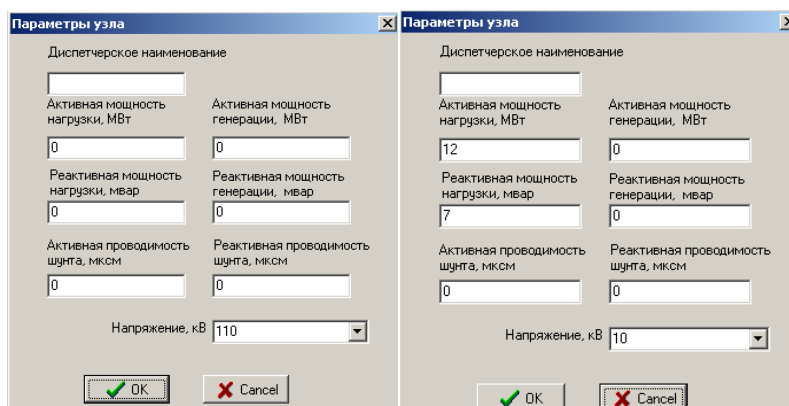 Параметры узла
Диспетчерское наименование
Активная мощность нагрузки, МВт
Активная мощность генерации, МВт
0
0
Реактивная мощность нагрузки, мвар
Реактивная мощность генерации, мвар
0
0
Активная проводимость шунта, мксм
Реактивная проводимость шунта, мксм
0
0
Напряжение, кВ 110
OK
Cancel
Параметры узла
Диспетчерское наименование
Активная мощность нагрузки, МВт
Активная мощность генерации, МВт
12
0
Реактивная мощность нагрузки, мвар
Реактивная мощность генерации, мвар
7
0
Активная проводимость шунта, мксм
Реактивная проводимость шунта, мксм
0
0
Напряжение, кВ 10
OK
Cancel